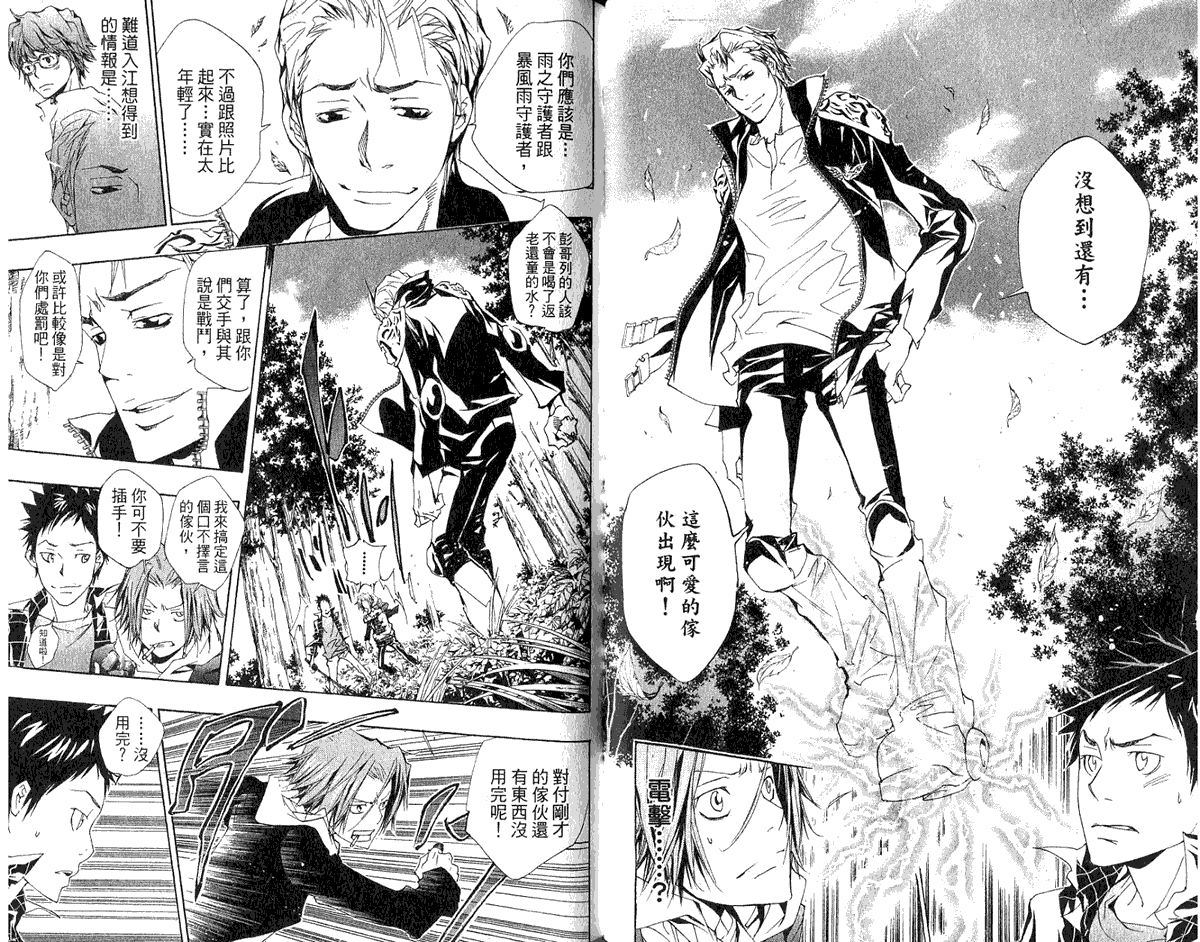 沒想到還有…
這麼可愛的傢
伙出現啊！
電擊………？
你們應該是…
雨之守護者跟
暴風雨守護者，
不過跟照片比
起來…實在太
年輕了……
難道入江想得到
的情報是……
彭哥列的人該
不會是喝了返
老還童的水？
……
算了，跟你
們交手與其
說是戰鬥，
或許比較像是對
你們處罰吧！
我來搞定這
個口不擇言
的傢伙，
你可不要
插手！
知道啦！
對付剛才
的傢伙還
有東西沒
用完呢！
……沒
用完？